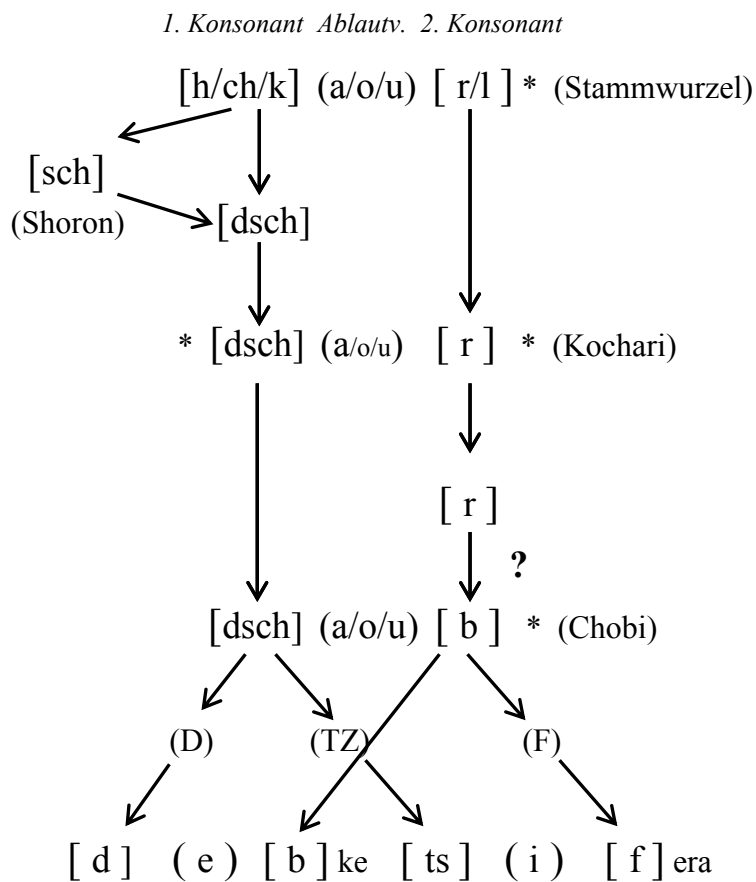 1. Konsonant Ablautv. 2. Konsonant
[h/ch/k] (a/o/u) [ r/l ] * (Stammwurzel)
[sch]
(Shoron) [dsch]
* [dsch] (a/o/u) [ r ] * (Kochari)
[ r ]
?
[dsch] (a/o/u) [ b ] * (Chobi)
(D) (TZ) (F)
[ d ] ( e ) [ b ] ke [ ts ] ( i ) [ f ] era